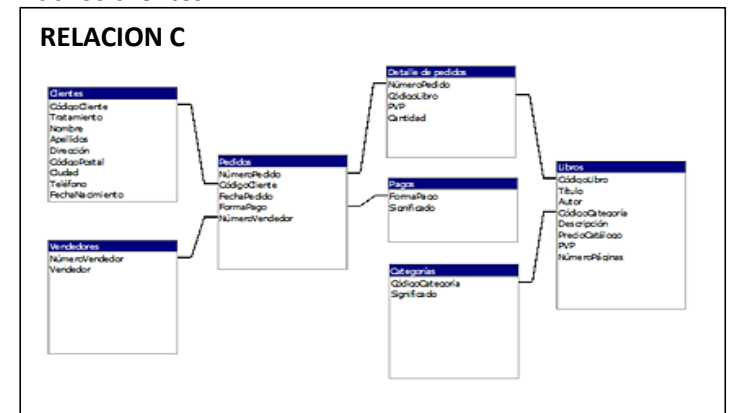 RELACION C
Clientes
CódigoCliente
Tratamiento
Nombre
Apellidos
Dirección
CódigoPostal
Ciudad
Teléfono
FechaNacimiento
Vendedores
NúmeroVendedor
Vendedor
Pedidos
NúmeroPedido
CódigoCliente
FechaPedido
FormaPago
NúmeroVendedor
Detalle de pedidos
NúmeroPedido
CódigoLibro
PVP
Cantidad
Pagos
FormaPago
Significado
Categorías
CódigoCategoría
Significado
Libros
CódigoLibro
Título
Autor
CódigoCategoría
Descripción
PrecioCatálogo
PVP
NúmeroPáginas